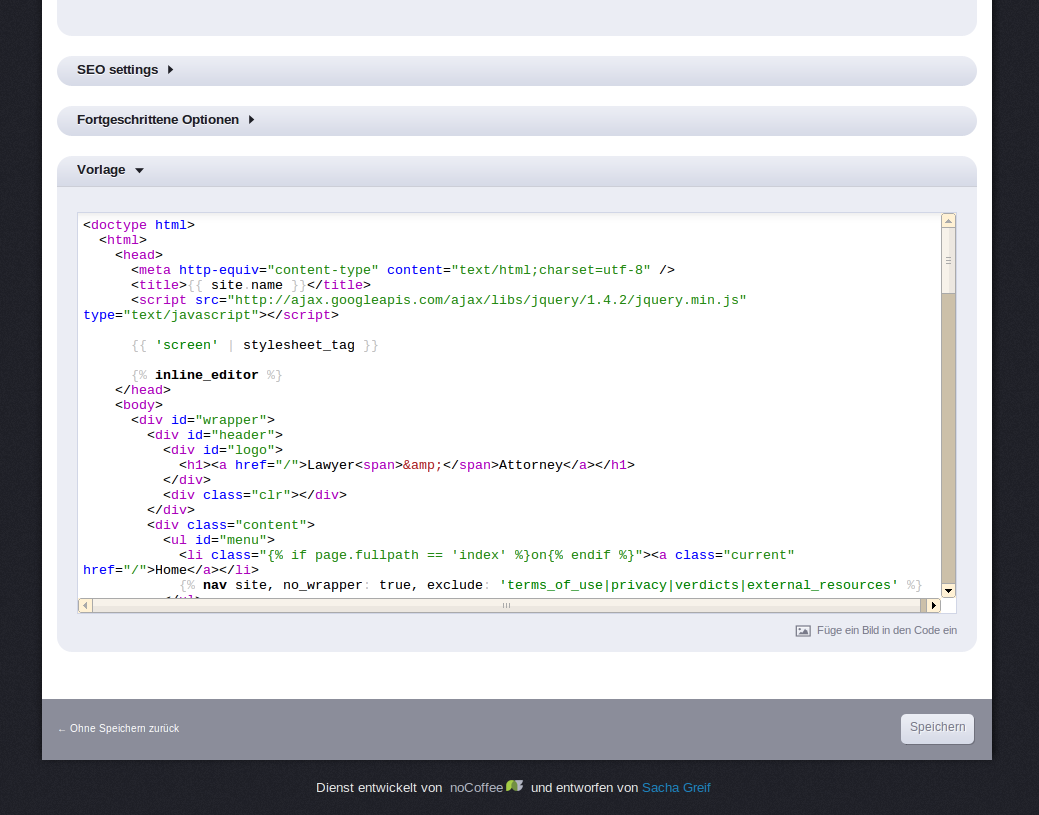 SEO settings
Fortgeschrittene Optionen
Vorlage
<doctype html>
  <html>
    <head>
      <meta http-equiv="content-type" content="text/html;charset=utf-8" />
      <title>{{ site.name }}</title>
      <script src="http://ajax.googleapis.com/ajax/libs/jquery/1.4.2/jquery.min.js"
type="text/javascript"></script>
      {{ 'screen' | stylesheet_tag }}
      {% inline_editor %}
    </head>
    <body>
      <div id="wrapper">
        <div id="header">
          <div id="logo">
            <h1><a href="/">Lawyer<span>&amp;</span>Attorney</a></h1>
          </div>
          <div class="clr"></div>
        </div>
        <div class="content">
          <ul id="menu">
            <li class="{% if page.fullpath == 'index' %}on{% endif %}"><a class="current"
href="/">Home</a></li>
            {% nav site, no_wrapper: true, exclude: 'terms_of_use|privacy|verdicts|external_resources' %}
          </ul>
Füge ein Bild in den Code ein
← Ohne Speichern zurück
Speichern
Dienst entwickelt von noCoffee und entworfen von Sacha Greif